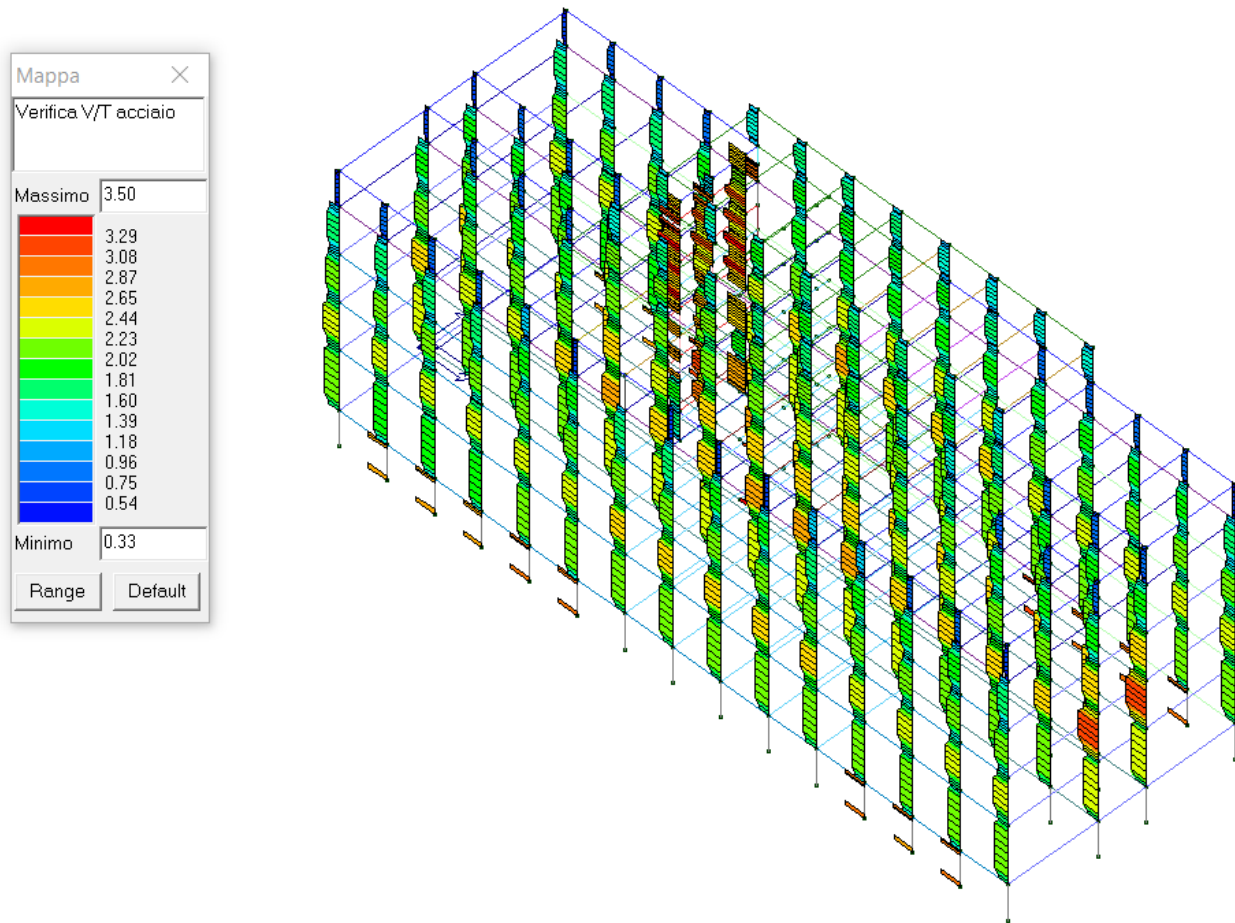 Mappa
Verifica V/T acciaio
Massimo 3.50
3.29
3.08
2.87
2.65
2.44
2.23
2.02
1.81
1.60
1.39
1.18
0.96
0.75
0.54
Minimo 0.33
Range Default